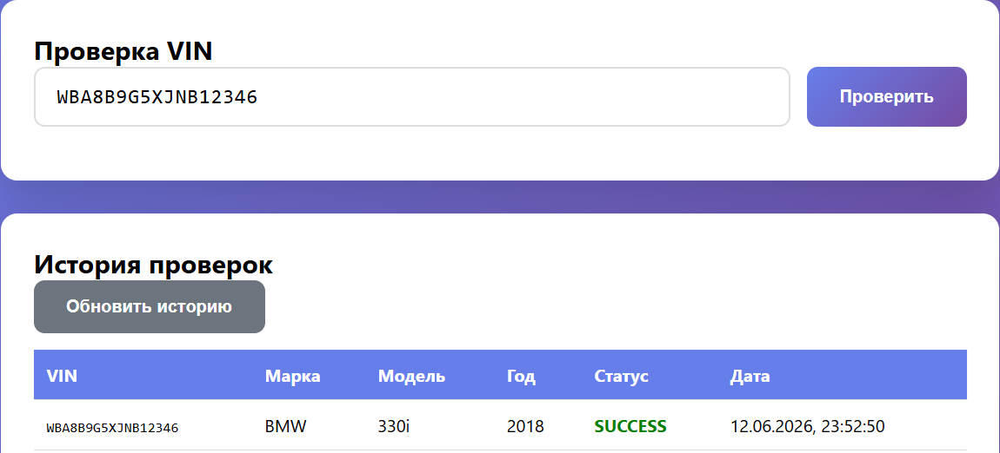 Проверка VIN
WBA8B9G5XJNB12346 Проверить
История проверок
Обновить историю
VIN Марка Модель Год Статус Дата
WBA8B9G5XJNB12346 BMW 330i 2018 SUCCESS 12.06.2026, 23:52:50